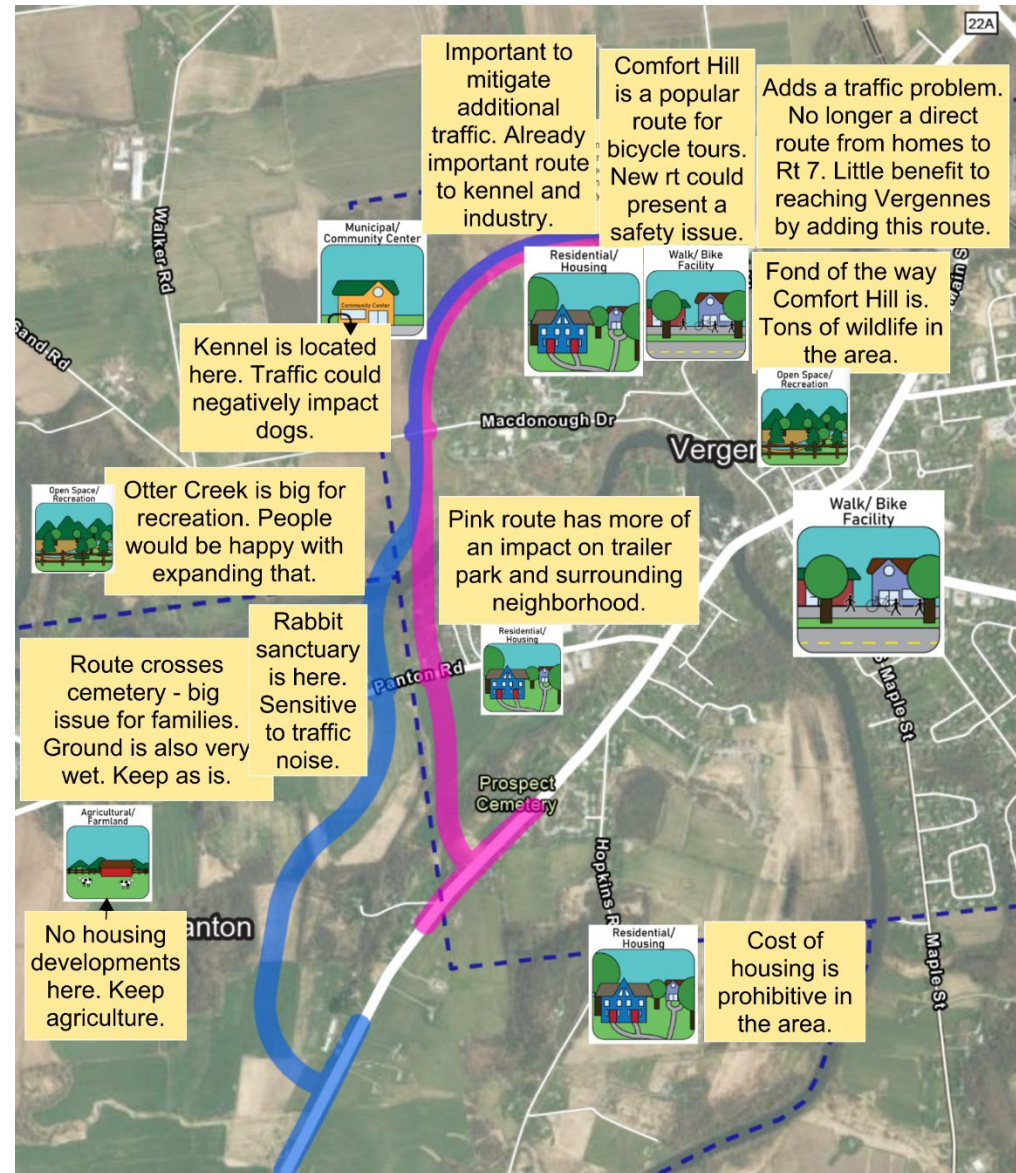 22A
Important to
mitigate
additional
traffic. Already
important route
to kennel and
industry.
Comfort Hill
is a popular
route for
bicycle tours.
New rt could
present a
safety issue.
Adds a traffic problem.
No longer a direct
route from homes to
Rt 7. Little benefit to
reaching Vergennes
by adding this route.
Walker Rd
Municipal/
Community Center
Community Center
Residential/
Housing
Walk/ Bike
Facility
Main S
Fond of the way
Comfort Hill is.
Tons of wildlife in
the area.
sand Rd
Kennel is located
here. Traffic could
negatively impact
dogs.
Open Space/
Recreation
Macdonough Dr
Verger
Open Space/
Recreation
Otter Creek is big for
recreation. People
would be happy with
expanding that.
Pink route has more of
an impact on trailer
park and surrounding
neighborhood.
Walk/ Bike
Facility
Rabbit
sanctuary
is here.
Sensitive
to traffic
noise.
Residential/
Housing
Panton Rd
Route crosses
cemetery - big
issue for families.
Ground is also very
wet. Keep as is.
S Maple St
Prospect
Cemetery
Agricultural/
Farmland
Hopkins R
No housing
developments
here. Keep
agriculture.
anton
Residential/
Housing
Cost of
housing is
prohibitive in
the area.
Maple St